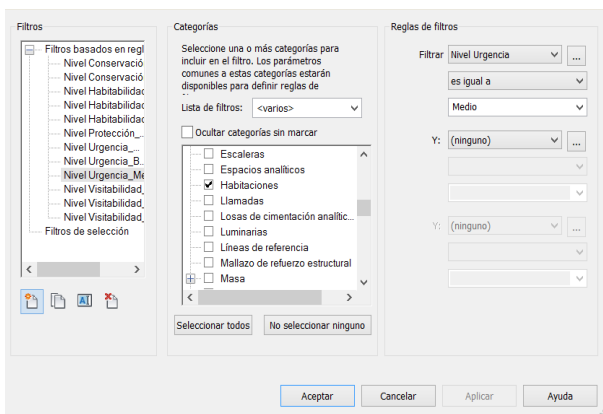 Filtros
Filtros basados en regl
Nivel Conservació
Nivel Conservació
Nivel Habitabilidac
Nivel Habitabilidac
Nivel Habitabilidac
Nivel Protección_...
Nivel Urgencia_...
Nivel Urgencia_B...
Nivel Urgencia_Me
Nivel Visitabilidad_
Nivel Visitabilidad_
Nivel Visitabilidad_
Filtros de selección
Categorías
Seleccione una o más categorías para
incluir en el filtro. Los parámetros
comunes a estas categorías estarán
disponibles para definir reglas de
Lista de filtros: <varios>
Ocultar categorías sin marcar
Escaleras
Espacios analíticos
Habitaciones
Llamadas
Losas de cimentación analític...
Luminarias
Líneas de referencia
Mallazo de refuerzo estructural
Masa
Seleccionar todos No seleccionar ninguno
Reglas de filtros
Filtrar Nivel Urgencia ...
es igual a
Medio
Y: (ninguno) ...
Y: (ninguno) ...
Aceptar Cancelar Aplicar Ayuda